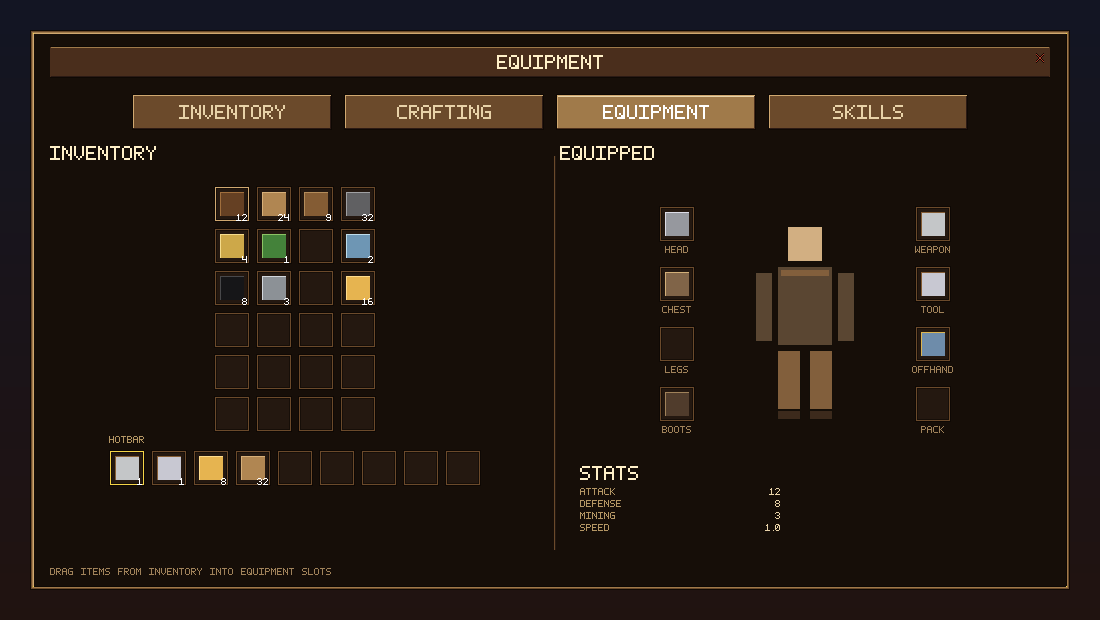 EQUIPMENT
X
INVENTORY CRAFTING EQUIPMENT SKILLS
INVENTORY
12 24 9 32
4 1 2
8 3 16
HOTBAR
1 1 8 32
EQUIPPED
HEAD WEAPON
CHEST TOOL
LEGS OFFHAND
BOOTS PACK
STATS
ATTACK 12
DEFENSE 8
MINING 3
SPEED 1.0
DRAG ITEMS FROM INVENTORY INTO EQUIPMENT SLOTS